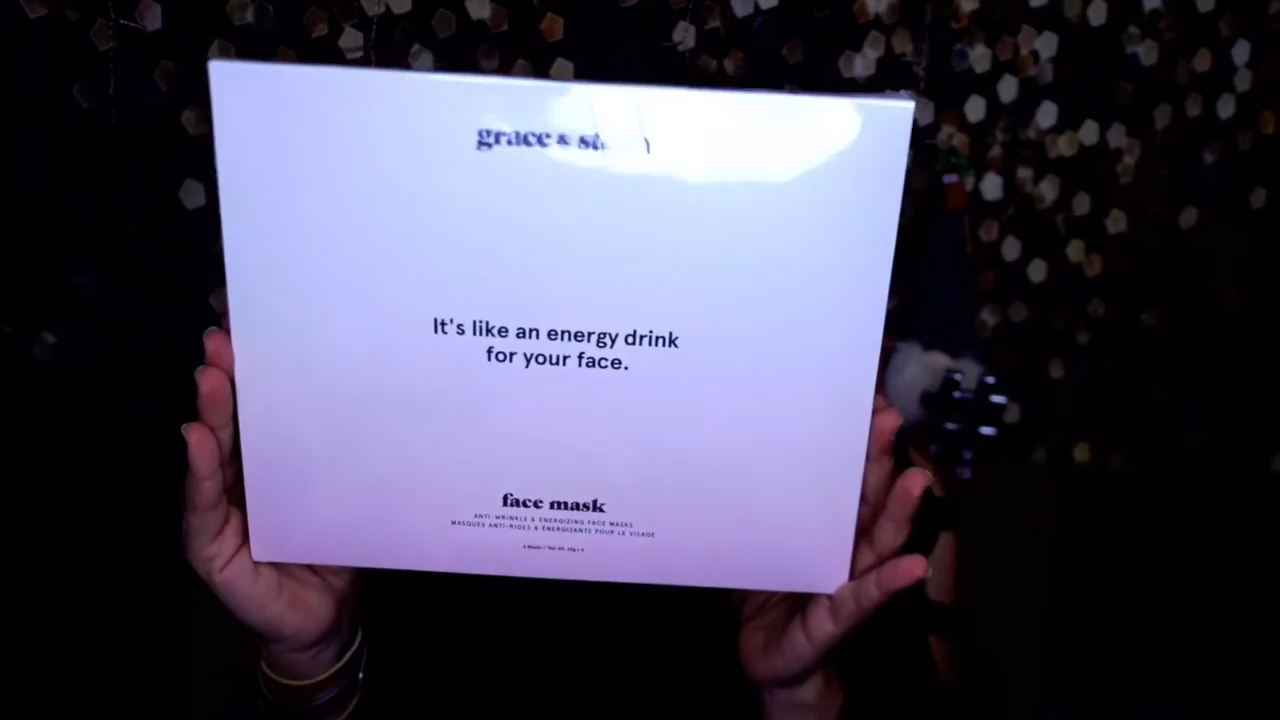 grace &
It's like an energy drink
for your face.
face mask
ANTI-WRINKLE & ENERGIZING FACE MASKS
MASQUES ANTI-RIDES & ÉNERGISANTS POUR LE VISAGE